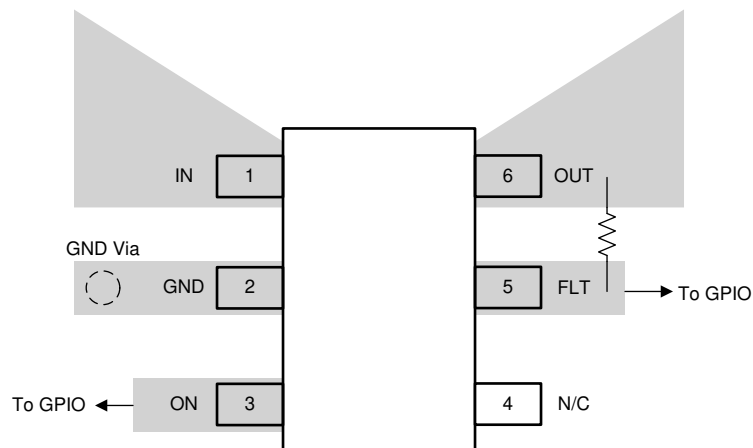 IN 1 6 OUT
GND Via
GND 2 5 FLT To GPIO
To GPIO ON 3 4 N/C